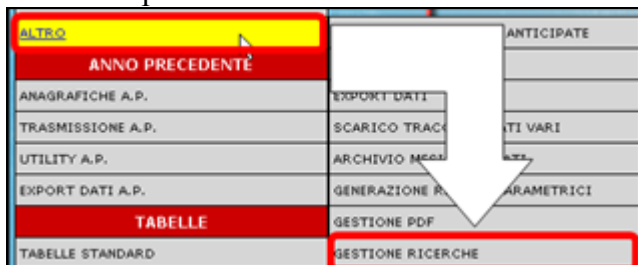 ALTRO
ANTICIPATE
ANNO PRECEDENTE
ANAGRAFICHE A.P.
EXPORT DATI
TRASMISSIONE A.P.
SCARICO
VARI
UTILITY A.P.
ARCHIVIO
EXPORT DATI A.P.
GENERAZIONE
TABELLE
GESTIONE PDF
TABELLE STANDARD
GESTIONE RICERCHE